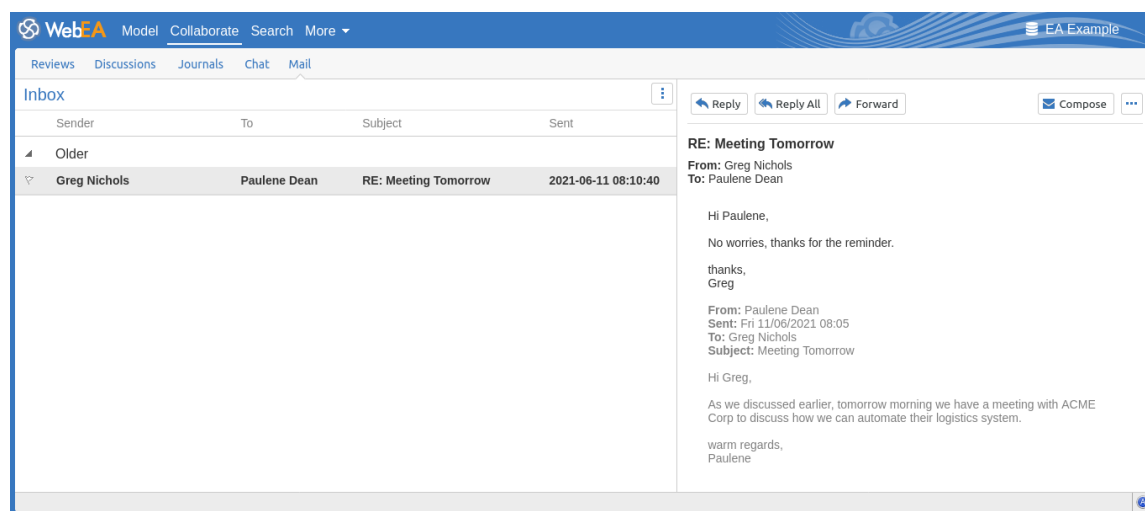 WebEA Model Collaborate Search More EA Example
Reviews Discussions Journals Chat Mail
Inbox
Sender To Subject Sent
Older
Greg Nichols Paulene Dean RE: Meeting Tomorrow 2021-06-11 08:10:40
Reply Reply All Forward Compose
RE: Meeting Tomorrow
From: Greg Nichols
To: Paulene Dean
Hi Paulene,
No worries, thanks for the reminder.
thanks,
Greg
From: Paulene Dean
Sent: Fri 11/06/2021 08:05
To: Greg Nichols
Subject: Meeting Tomorrow
Hi Greg,
As we discussed earlier, tomorrow morning we have a meeting with ACME
Corp to discuss how we can automate their logistics system.
warm regards,
Paulene